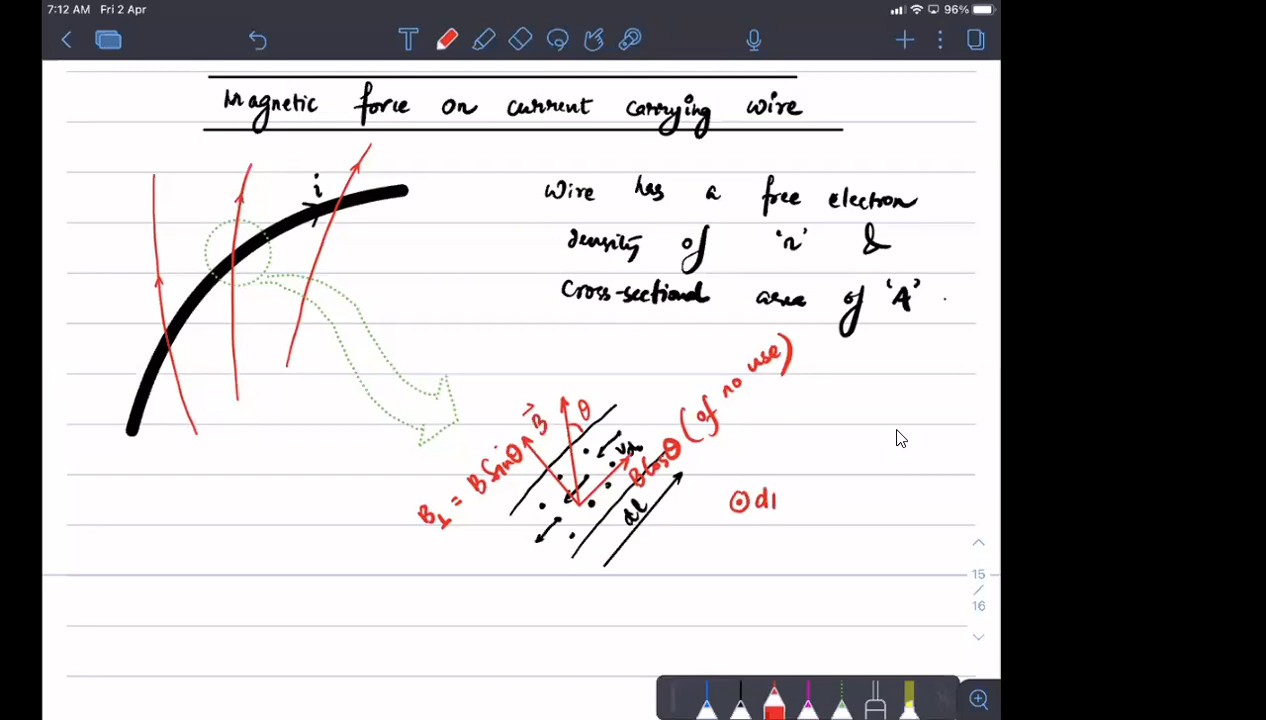 7:12 AM Fri 2 Apr
96%
T
Magnetic force on current carrying wire
i
Wire has a free electron
density of 'n' &
cross-sectional area of 'A'.
B⃗
θ
B⊥ = B sinθ
B cosθ (of no use)
dl
⊙ dl
15
/
16